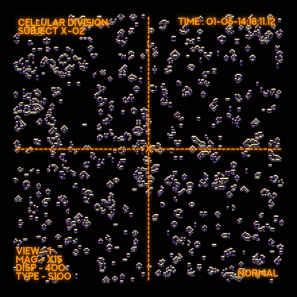 CELLULAR DIVISION
SUBJECT X-02
TIME : 01-06-14:18:11.12
VIEW - 1
MAG - X15
DISP - 400
TYPE - S100
NORMAL